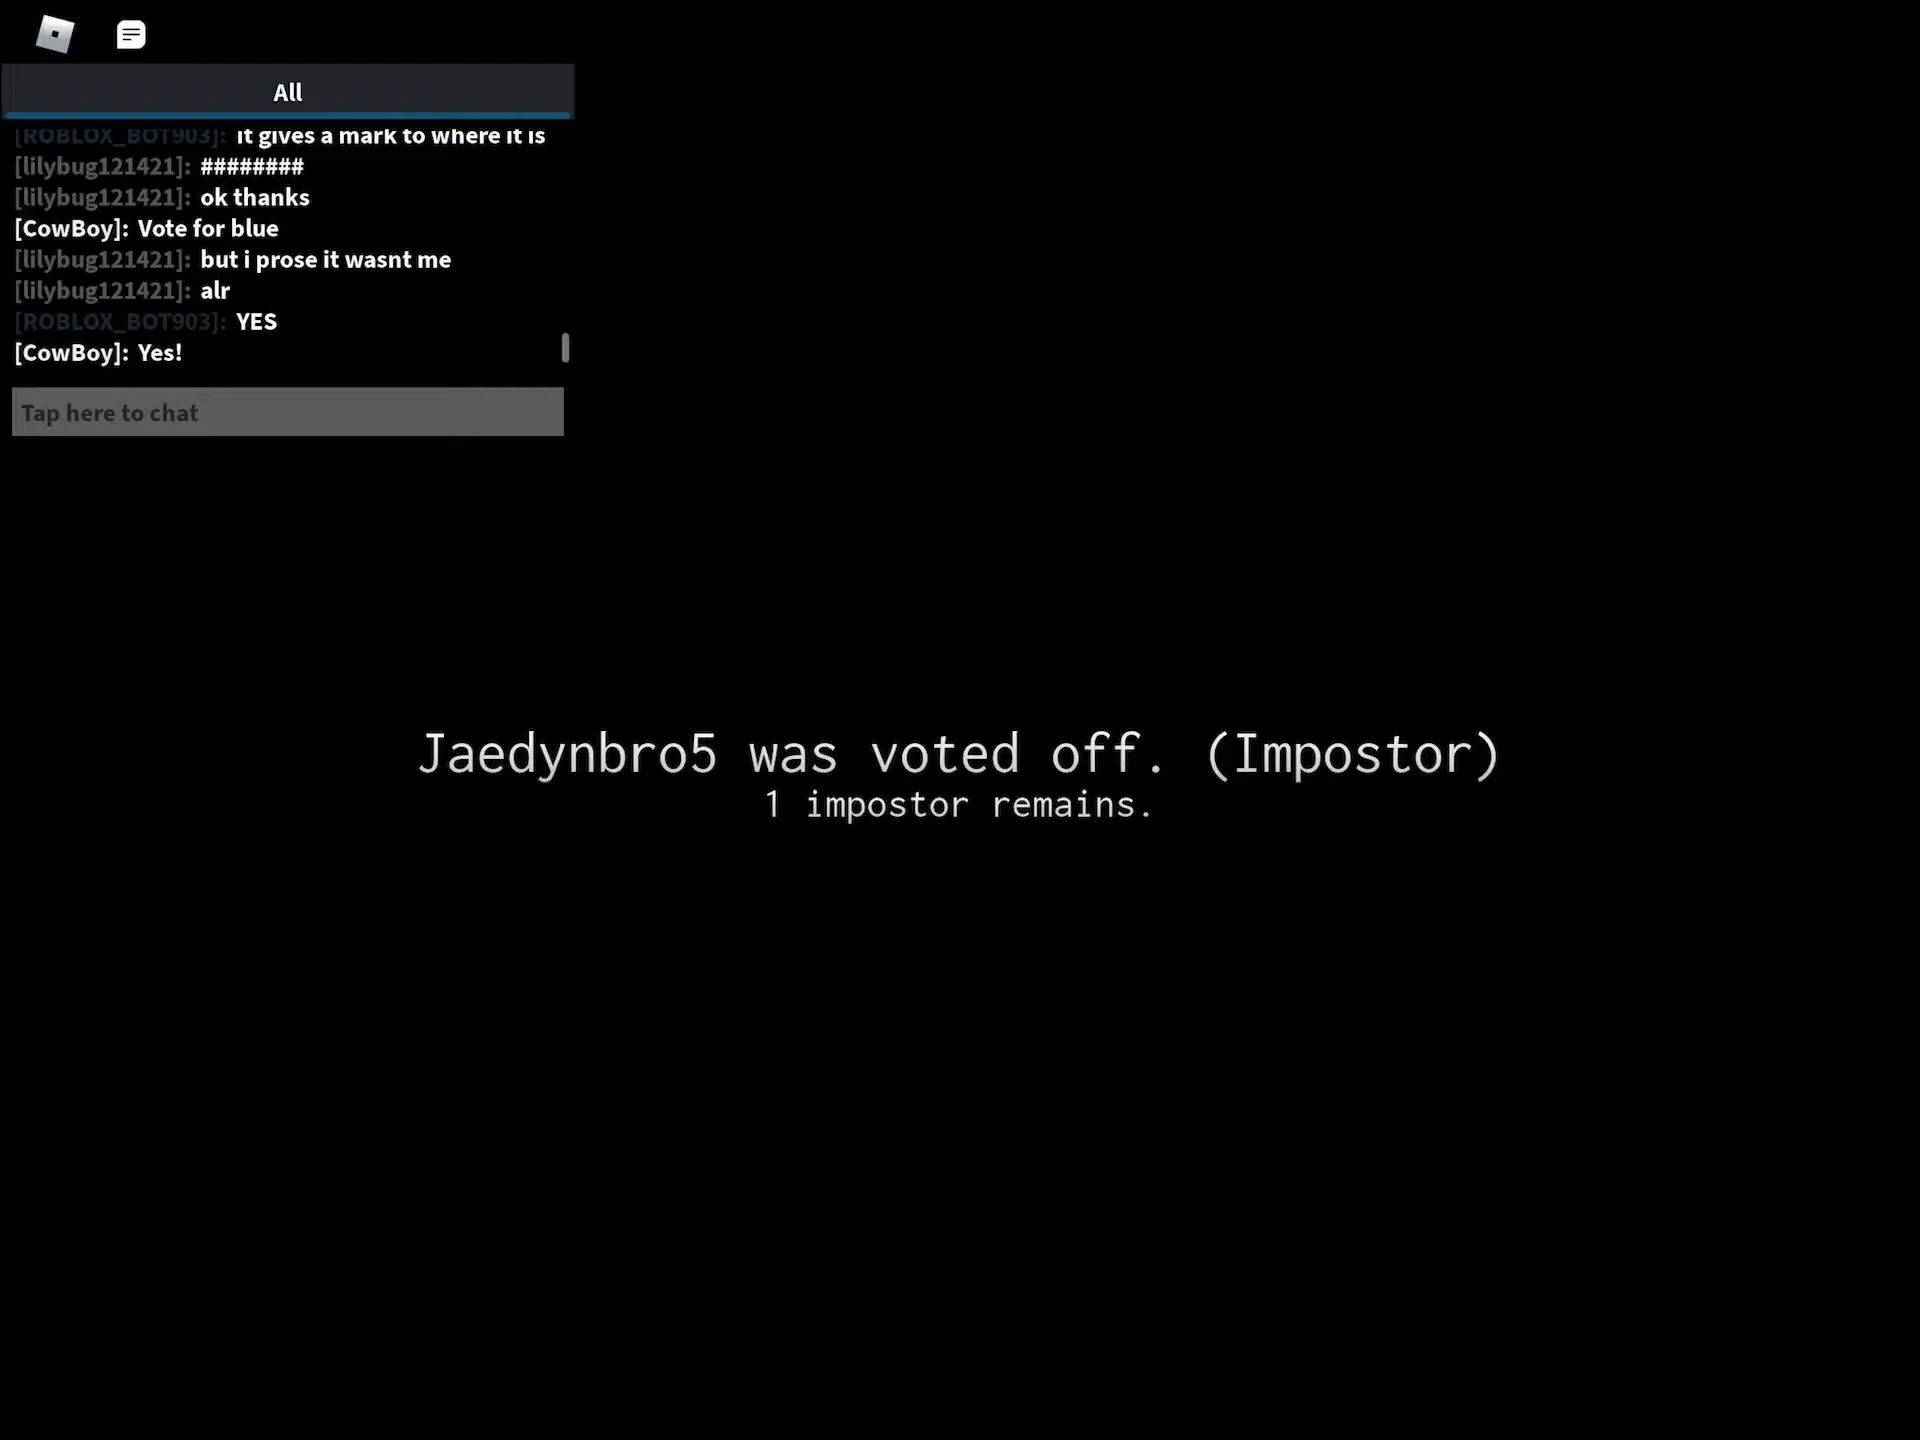 All
[ROBLOX_BOT903]: it gives a mark to where it is
[lilybug121421]: ########
[lilybug121421]: ok thanks
[CowBoy]: Vote for blue
[lilybug121421]: but i prose it wasnt me
[lilybug121421]: alr
[ROBLOX_BOT903]: YES
[CowBoy]: Yes!
Tap here to chat
Jaedynbro5 was voted off. (Impostor)
1 impostor remains.